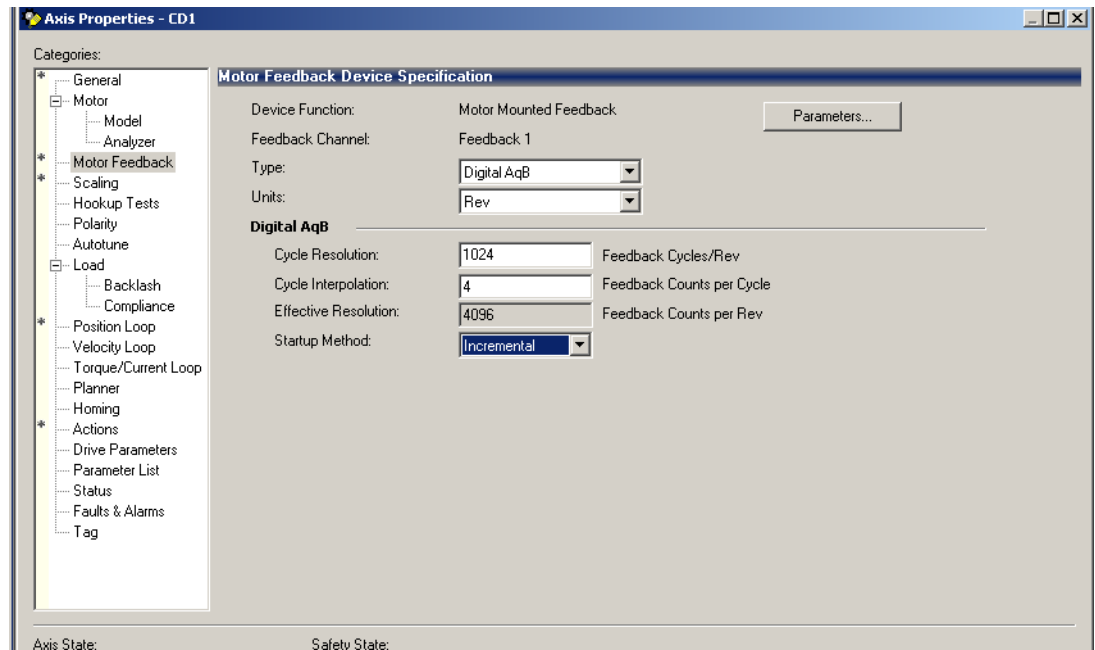 Axis Properties - CD1
Categories:
* General
Motor
Model
Analyzer
* Motor Feedback
* Scaling
Hookup Tests
Polarity
Autotune
Load
Backlash
Compliance
* Position Loop
Velocity Loop
Torque/Current Loop
Planner
Homing
* Actions
Drive Parameters
Parameter List
Status
Faults & Alarms
Tag
Motor Feedback Device Specification
Device Function: Motor Mounted Feedback Parameters...
Feedback Channel: Feedback 1
Type: Digital AqB
Units: Rev
Digital AqB
Cycle Resolution: 1024 Feedback Cycles/Rev
Cycle Interpolation: 4 Feedback Counts per Cycle
Effective Resolution: 4096 Feedback Counts per Rev
Startup Method: Incremental
Axis State: Safety State: